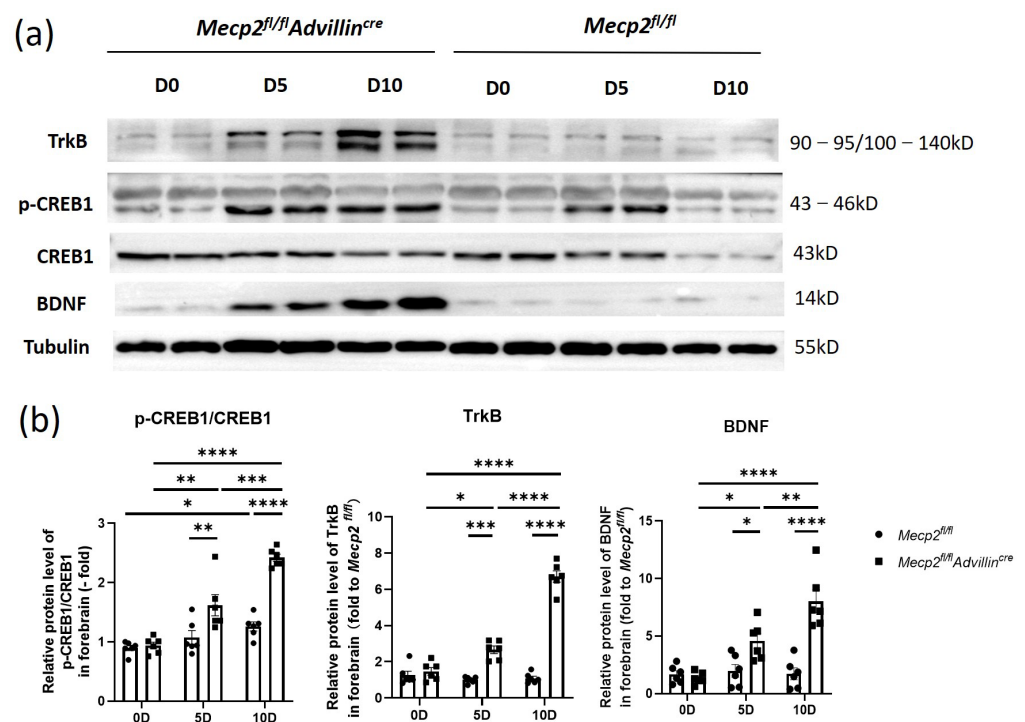 (a)
Mecp2fl/flAdvillincre
Mecp2fl/fl
D0 D5 D10 D0 D5 D10
TrkB 90 – 95/100 – 140kD
p-CREB1 43 – 46kD
CREB1 43kD
BDNF 14kD
Tubulin 55kD
(b)
p-CREB1/CREB1
****
** ***
* ****
**
Relative protein level of
p-CREB1/CREB1
in forebrain (- fold)
3
2
1
0
0D 5D 10D
TrkB
****
* ****
*** ****
Relative protein level of TrkB
in forebrain (fold to Mecp2 fl/fl)
10
8
6
4
2
0
0D 5D 10D
BDNF
****
* **
* ****
Relative protein level of BDNF
in forebrain (fold to Mecp2fl/fl)
15
10
5
0
0D 5D 10D
Mecp2fl/fl
Mecp2fl/flAdvillincre